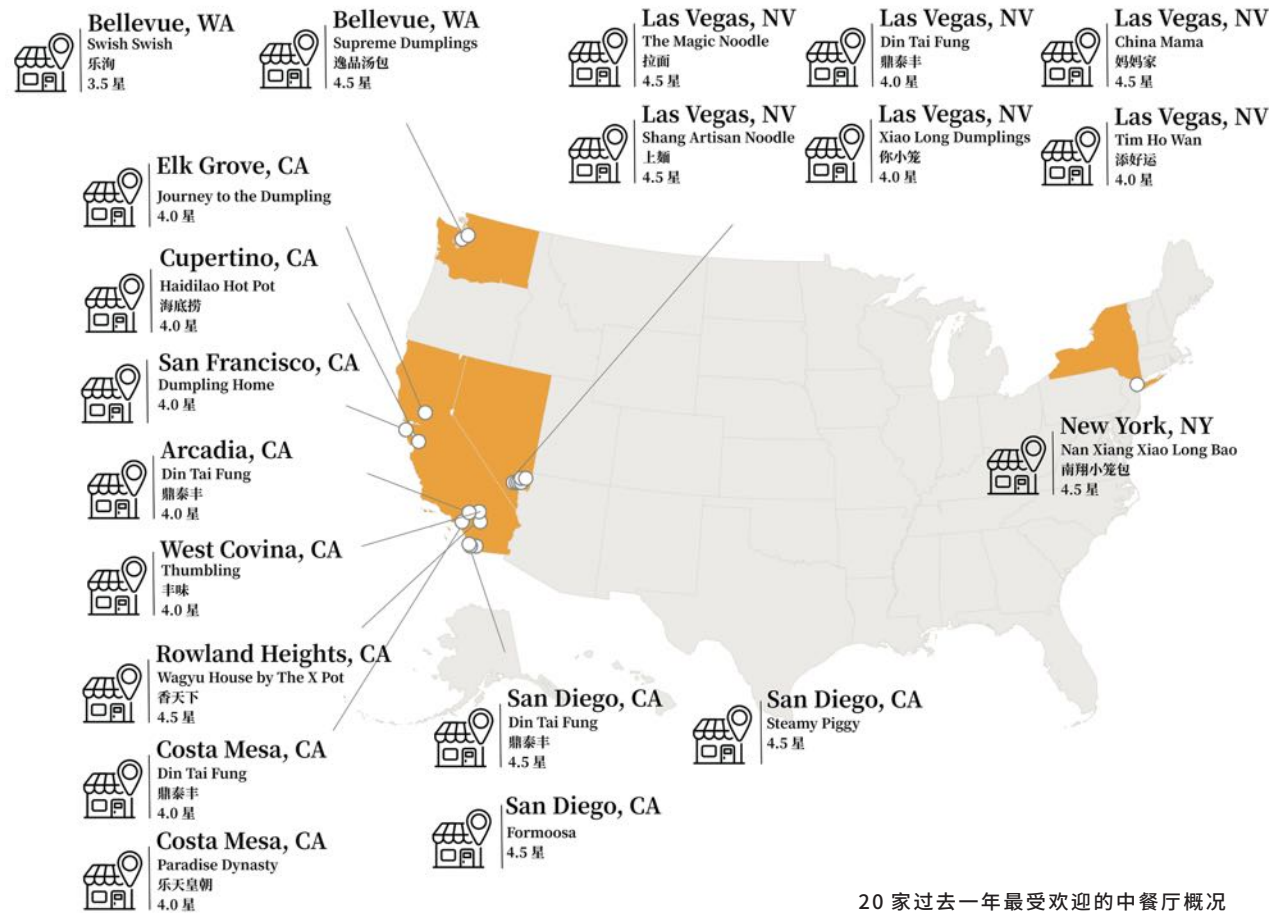 Bellevue, WA
Swish Swish
乐洵
3.5 星
Bellevue, WA
Supreme Dumplings
逸品汤包
4.5 星
Las Vegas, NV
The Magic Noodle
拉面
4.5 星
Las Vegas, NV
Din Tai Fung
鼎泰丰
4.0 星
Las Vegas, NV
China Mama
妈妈家
4.5 星
Las Vegas, NV
Shang Artisan Noodle
上麵
4.5 星
Las Vegas, NV
Xiao Long Dumplings
你小笼
4.0 星
Las Vegas, NV
Tim Ho Wan
添好运
4.0 星
Elk Grove, CA
Journey to the Dumpling
4.0 星
Cupertino, CA
Haidilao Hot Pot
海底捞
4.0 星
San Francisco, CA
Dumpling Home
4.0 星
Arcadia, CA
Din Tai Fung
鼎泰丰
4.0 星
West Covina, CA
Thumbling
丰味
4.0 星
Rowland Heights, CA
Wagyu House by The X Pot
香天下
4.5 星
Costa Mesa, CA
Din Tai Fung
鼎泰丰
4.0 星
Costa Mesa, CA
Paradise Dynasty
乐天皇朝
4.0 星
San Diego, CA
Din Tai Fung
鼎泰丰
4.5 星
San Diego, CA
Steamy Piggy
4.5 星
San Diego, CA
Formoosa
4.5 星
New York, NY
Nan Xiang Xiao Long Bao
南翔小笼包
4.5 星
20 家过去一年最受欢迎的中餐厅概况